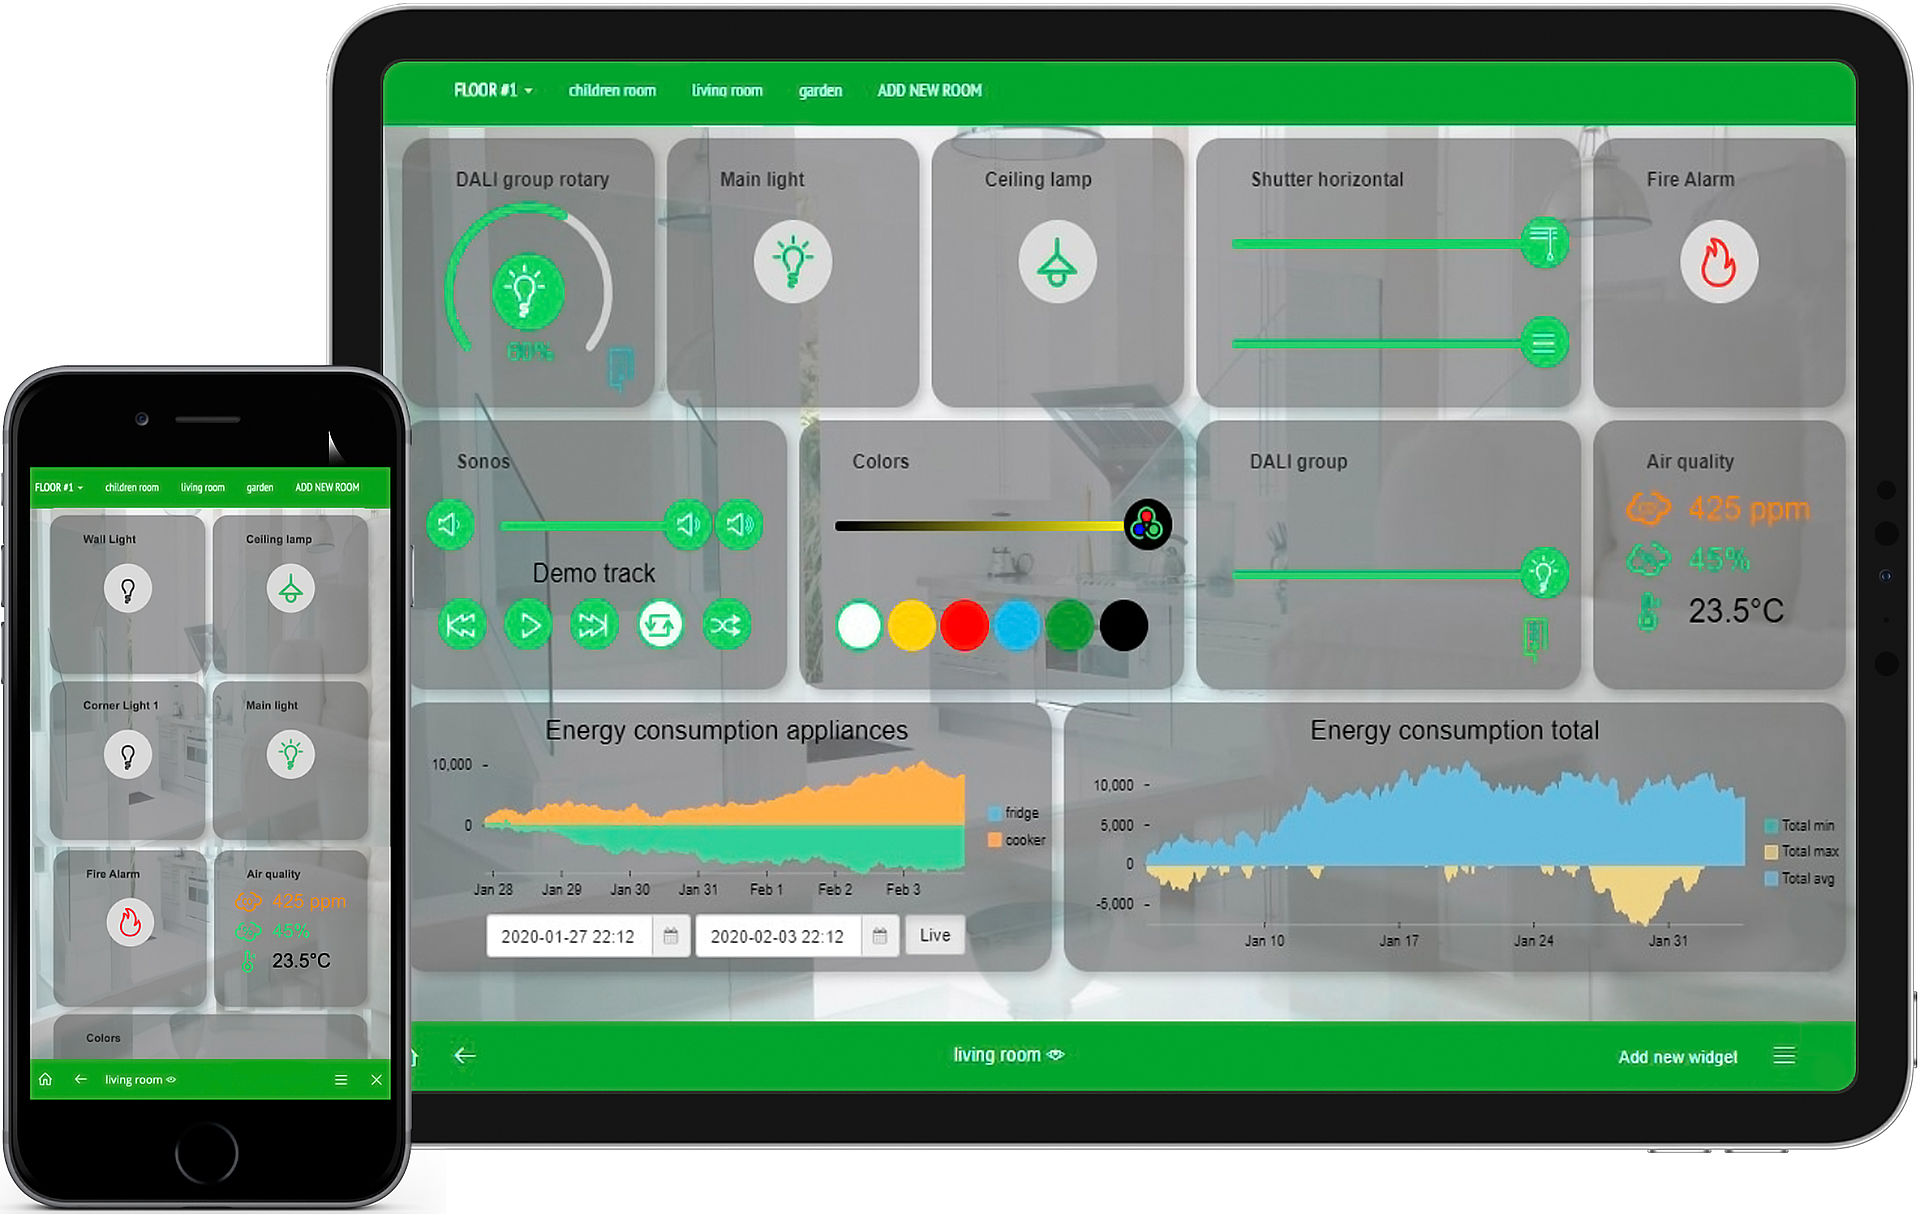 FLOOR #1 children room living room garden ADD NEW ROOM
DALI group rotary
60%
Main light
Ceiling lamp
Shutter horizontal
Fire Alarm
Sonos
Demo track
Colors
DALI group
Air quality
425 ppm
45%
23.5°C
Energy consumption appliances
10,000
0
Jan 28 Jan 29 Jan 30 Jan 31 Feb 1 Feb 2 Feb 3
fridge
cooker
2020-01-27 22:12 2020-02-03 22:12 Live
Energy consumption total
10,000
5,000
0
-5,000
Jan 10 Jan 17 Jan 24 Jan 31
Total min
Total max
Total avg
living room
Add new widget
FLOOR #1 children room living room garden ADD NEW ROOM
Wall Light
Ceiling lamp
Corner Light 1
Main light
Fire Alarm
Air quality
425 ppm
45%
23.5°C
Colors
living room